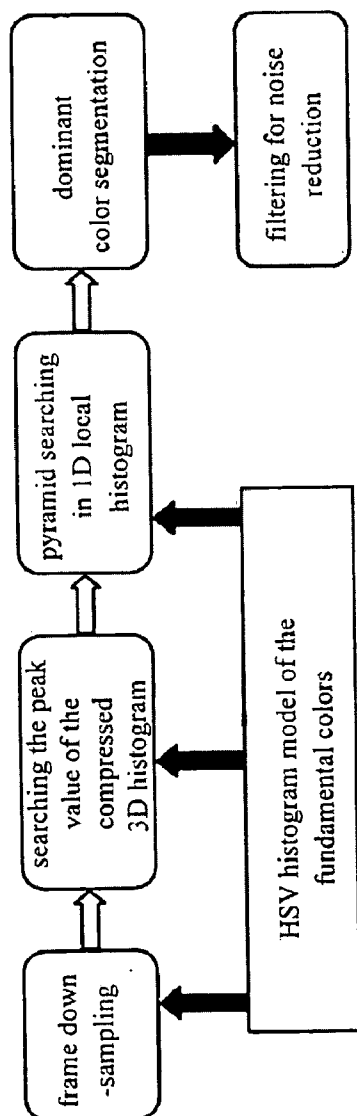 frame down
-sampling
searching the peak
value of the
compressed
3D histogram
pyramid searching
in 1D local
histogram
dominant
color segmentation
filtering for noise
reduction
HSV histogram model of the
fundamental colors